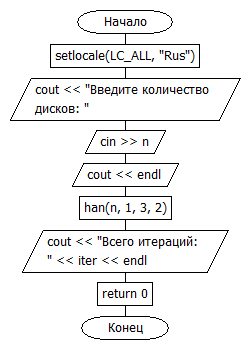 Начало
setlocale(LC_ALL, "Rus")
cout << "Введите количество
дисков: "
cin >> n
cout << endl
han(n, 1, 3, 2)
cout << "Всего итераций:
" << iter << endl
return 0
Конец